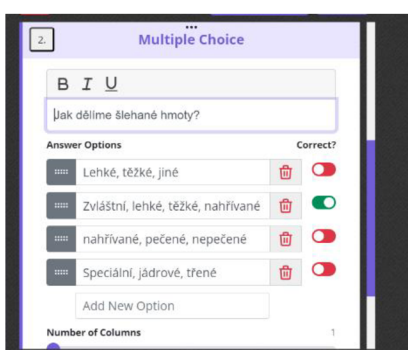 2.
Multiple Choice
B I U
Jak dělíme šlehané hmoty?
Answer Options Correct?
Lehké, těžké, jiné
Zvláštní, lehké, těžké, nahřívané
nahřívané, pečené, nepečené
Speciální, jádrové, třené
Add New Option
Number of Columns 1